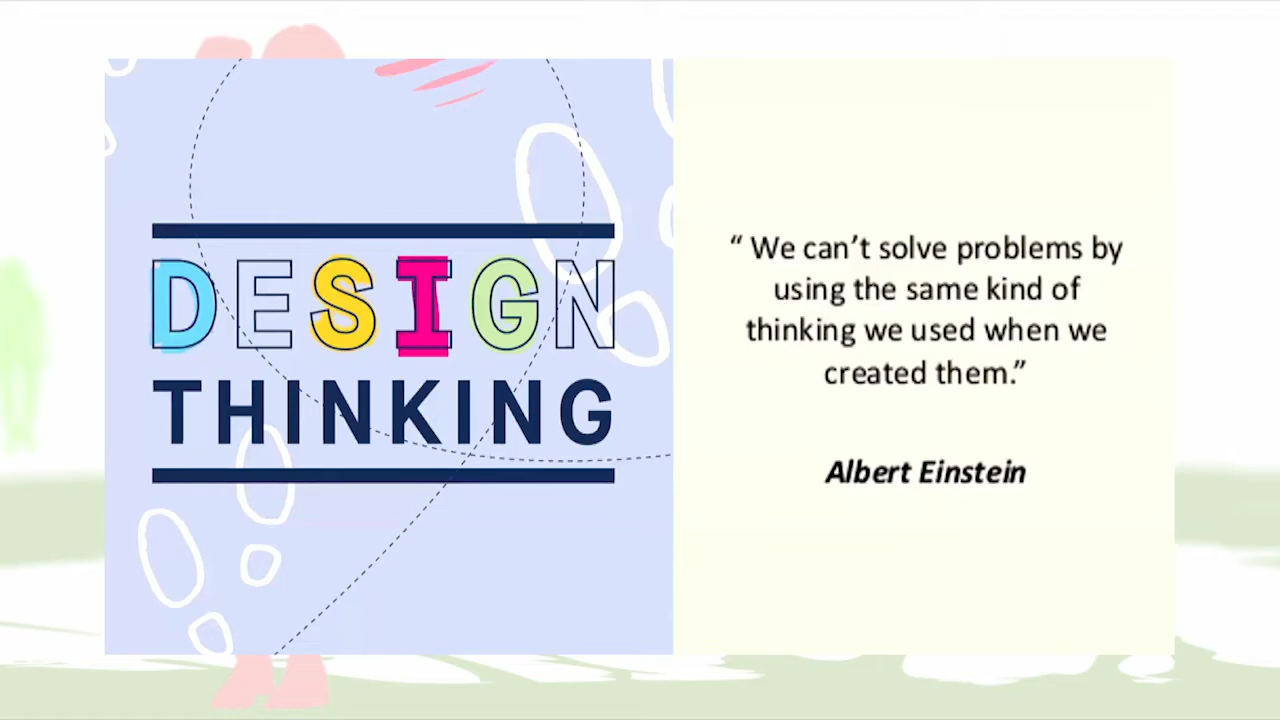 DESIGN
THINKING
“ We can’t solve problems by
using the same kind of
thinking we used when we
created them.”
Albert Einstein